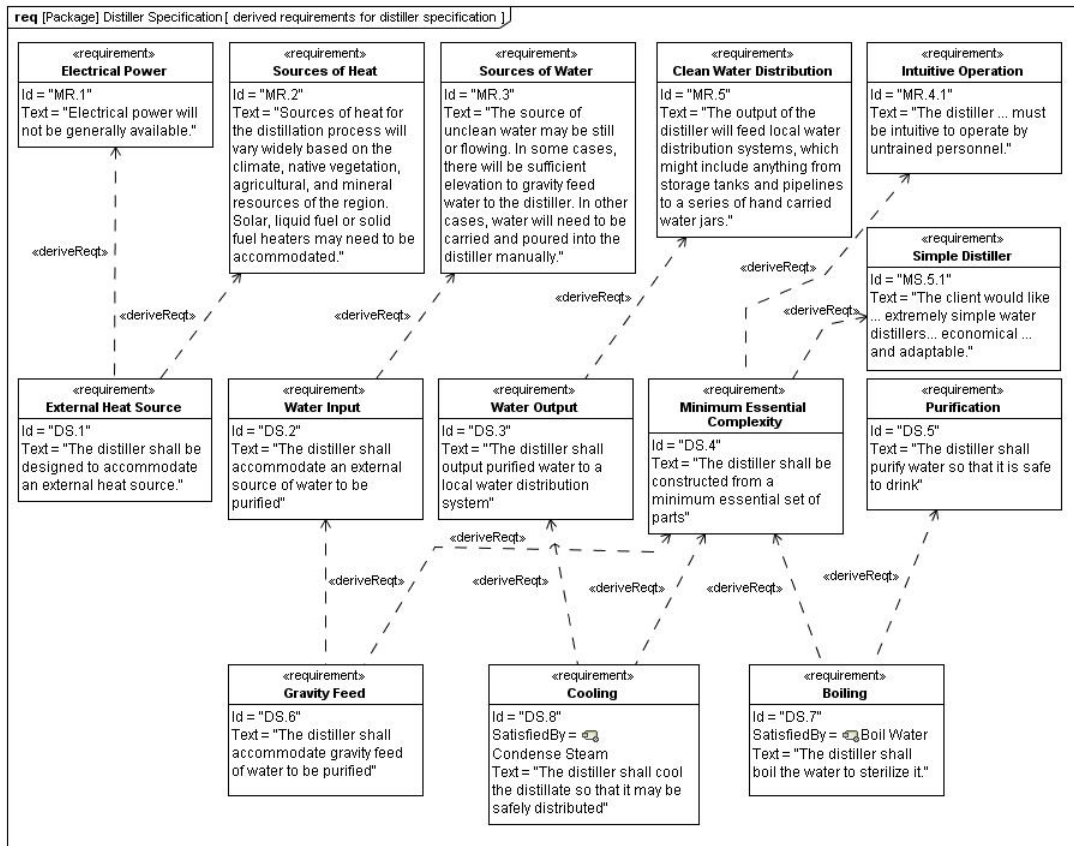 req [Package] Distiller Specification [ derived requirements for distiller specification ]
«requirement»
Electrical Power
Id = "MR.1"
Text = "Electrical power will
not be generally available."
«requirement»
Sources of Heat
Id = "MR.2"
Text = "Sources of heat for
the distillation process will
vary widely based on the
climate, native vegetation,
agricultural, and mineral
resources of the region.
Solar, liquid fuel or solid
fuel heaters may need to be
accommodated."
«requirement»
Sources of Water
Id = "MR.3"
Text = "The source of
unclean water may be still
or flowing. In some cases,
there will be sufficient
elevation to gravity feed
water to the distiller. In other
cases, water will need to be
carried and poured into the
distiller manually."
«requirement»
Clean Water Distribution
Id = "MR.5"
Text = "The output of the
distiller will feed local water
distribution systems, which
might include anything from
storage tanks and pipelines
to a series of hand carried
water jars."
«requirement»
Intuitive Operation
Id = "MR.4.1"
Text = "The distiller ... must
be intuitive to operate by
untrained personnel."
«requirement»
Simple Distiller
Id = "MS.5.1"
Text = "The client would like
... extremely simple water
distillers... economical ...
and adaptable."
«deriveReqt»
«deriveReqt»
«deriveReqt»
«deriveReqt»
«deriveReqt»
«deriveReqt»
«requirement»
External Heat Source
Id = "DS.1"
Text = "The distiller shall be
designed to accommodate
an external heat source."
«requirement»
Water Input
Id = "DS.2"
Text = "The distiller shall
accommodate an external
source of water to be
purified"
«requirement»
Water Output
Id = "DS.3"
Text = "The distiller shall
output purified water to a
local water distribution
system"
«requirement»
Minimum Essential
Complexity
Id = "DS.4"
Text = "The distiller shall be
constructed from a
minimum essential set of
parts"
«requirement»
Purification
Id = "DS.5"
Text = "The distiller shall
purify water so that it is safe
to drink"
«deriveReqt»
«deriveReqt»
«deriveReqt»
«deriveReqt»
«deriveReqt»
«deriveReqt»
«requirement»
Gravity Feed
Id = "DS.6"
Text = "The distiller shall
accommodate gravity feed
of water to be purified"
«requirement»
Cooling
Id = "DS.8"
SatisfiedBy =
Condense Steam
Text = "The distiller shall cool
the distillate so that it may be
safely distributed"
«requirement»
Boiling
Id = "DS.7"
SatisfiedBy = Boil Water
Text = "The distiller shall
boil the water to sterilize it."